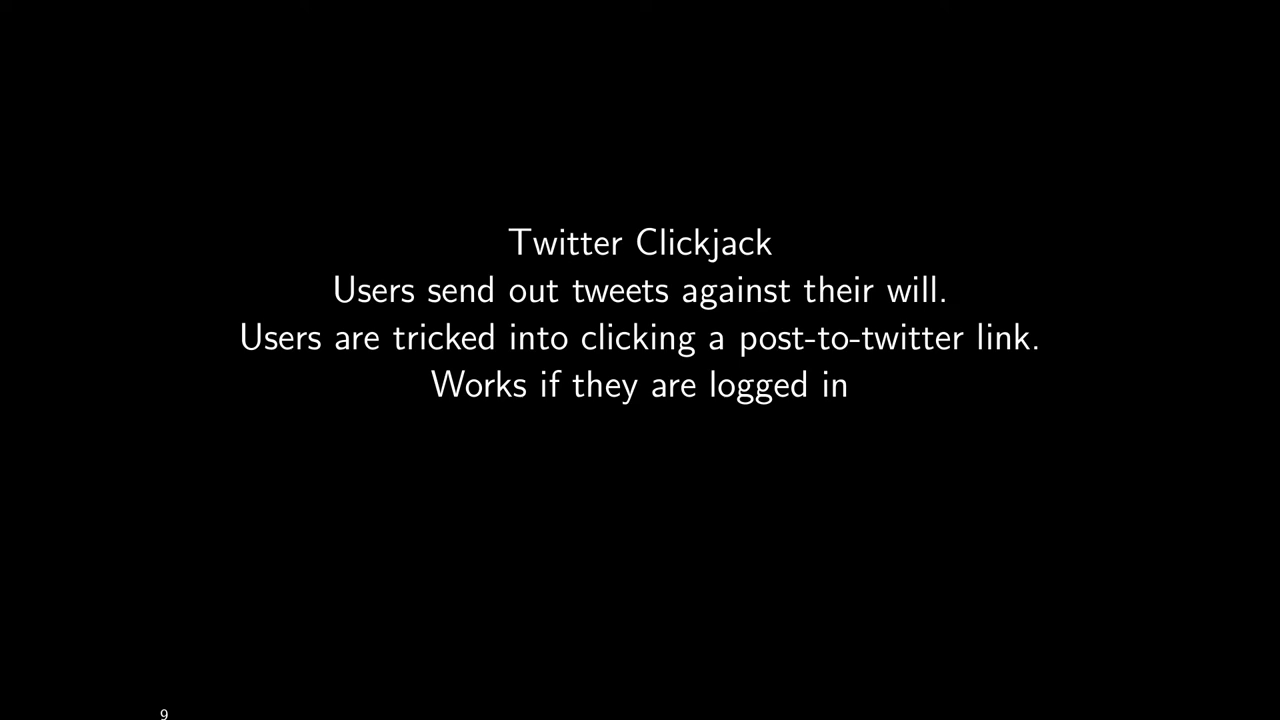 Twitter Clickjack
Users send out tweets against their will.
Users are tricked into clicking a post-to-twitter link.
Works if they are logged in
9